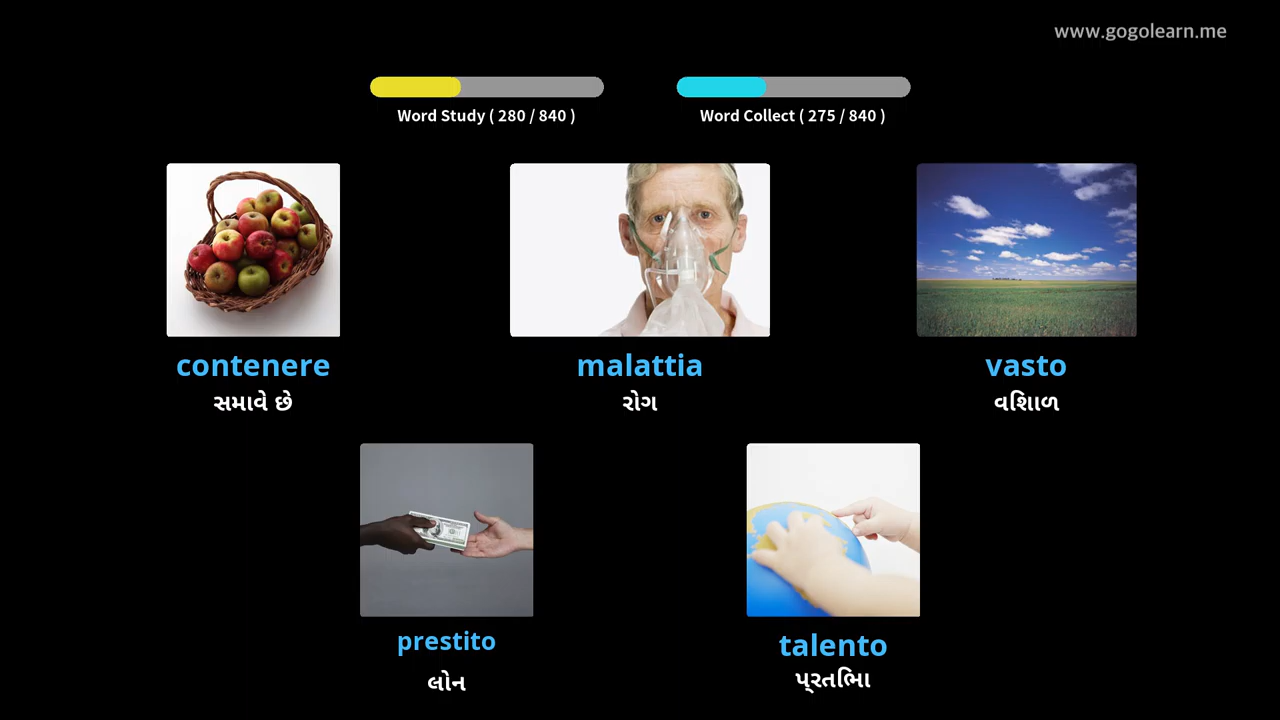 www.gogolearn.me
Word Study ( 280 / 840 )
Word Collect ( 275 / 840 )
contenere
સમાવે છે
malattia
રોગ
vasto
વિશાળ
prestito
લોન
talento
પ્રતિભા